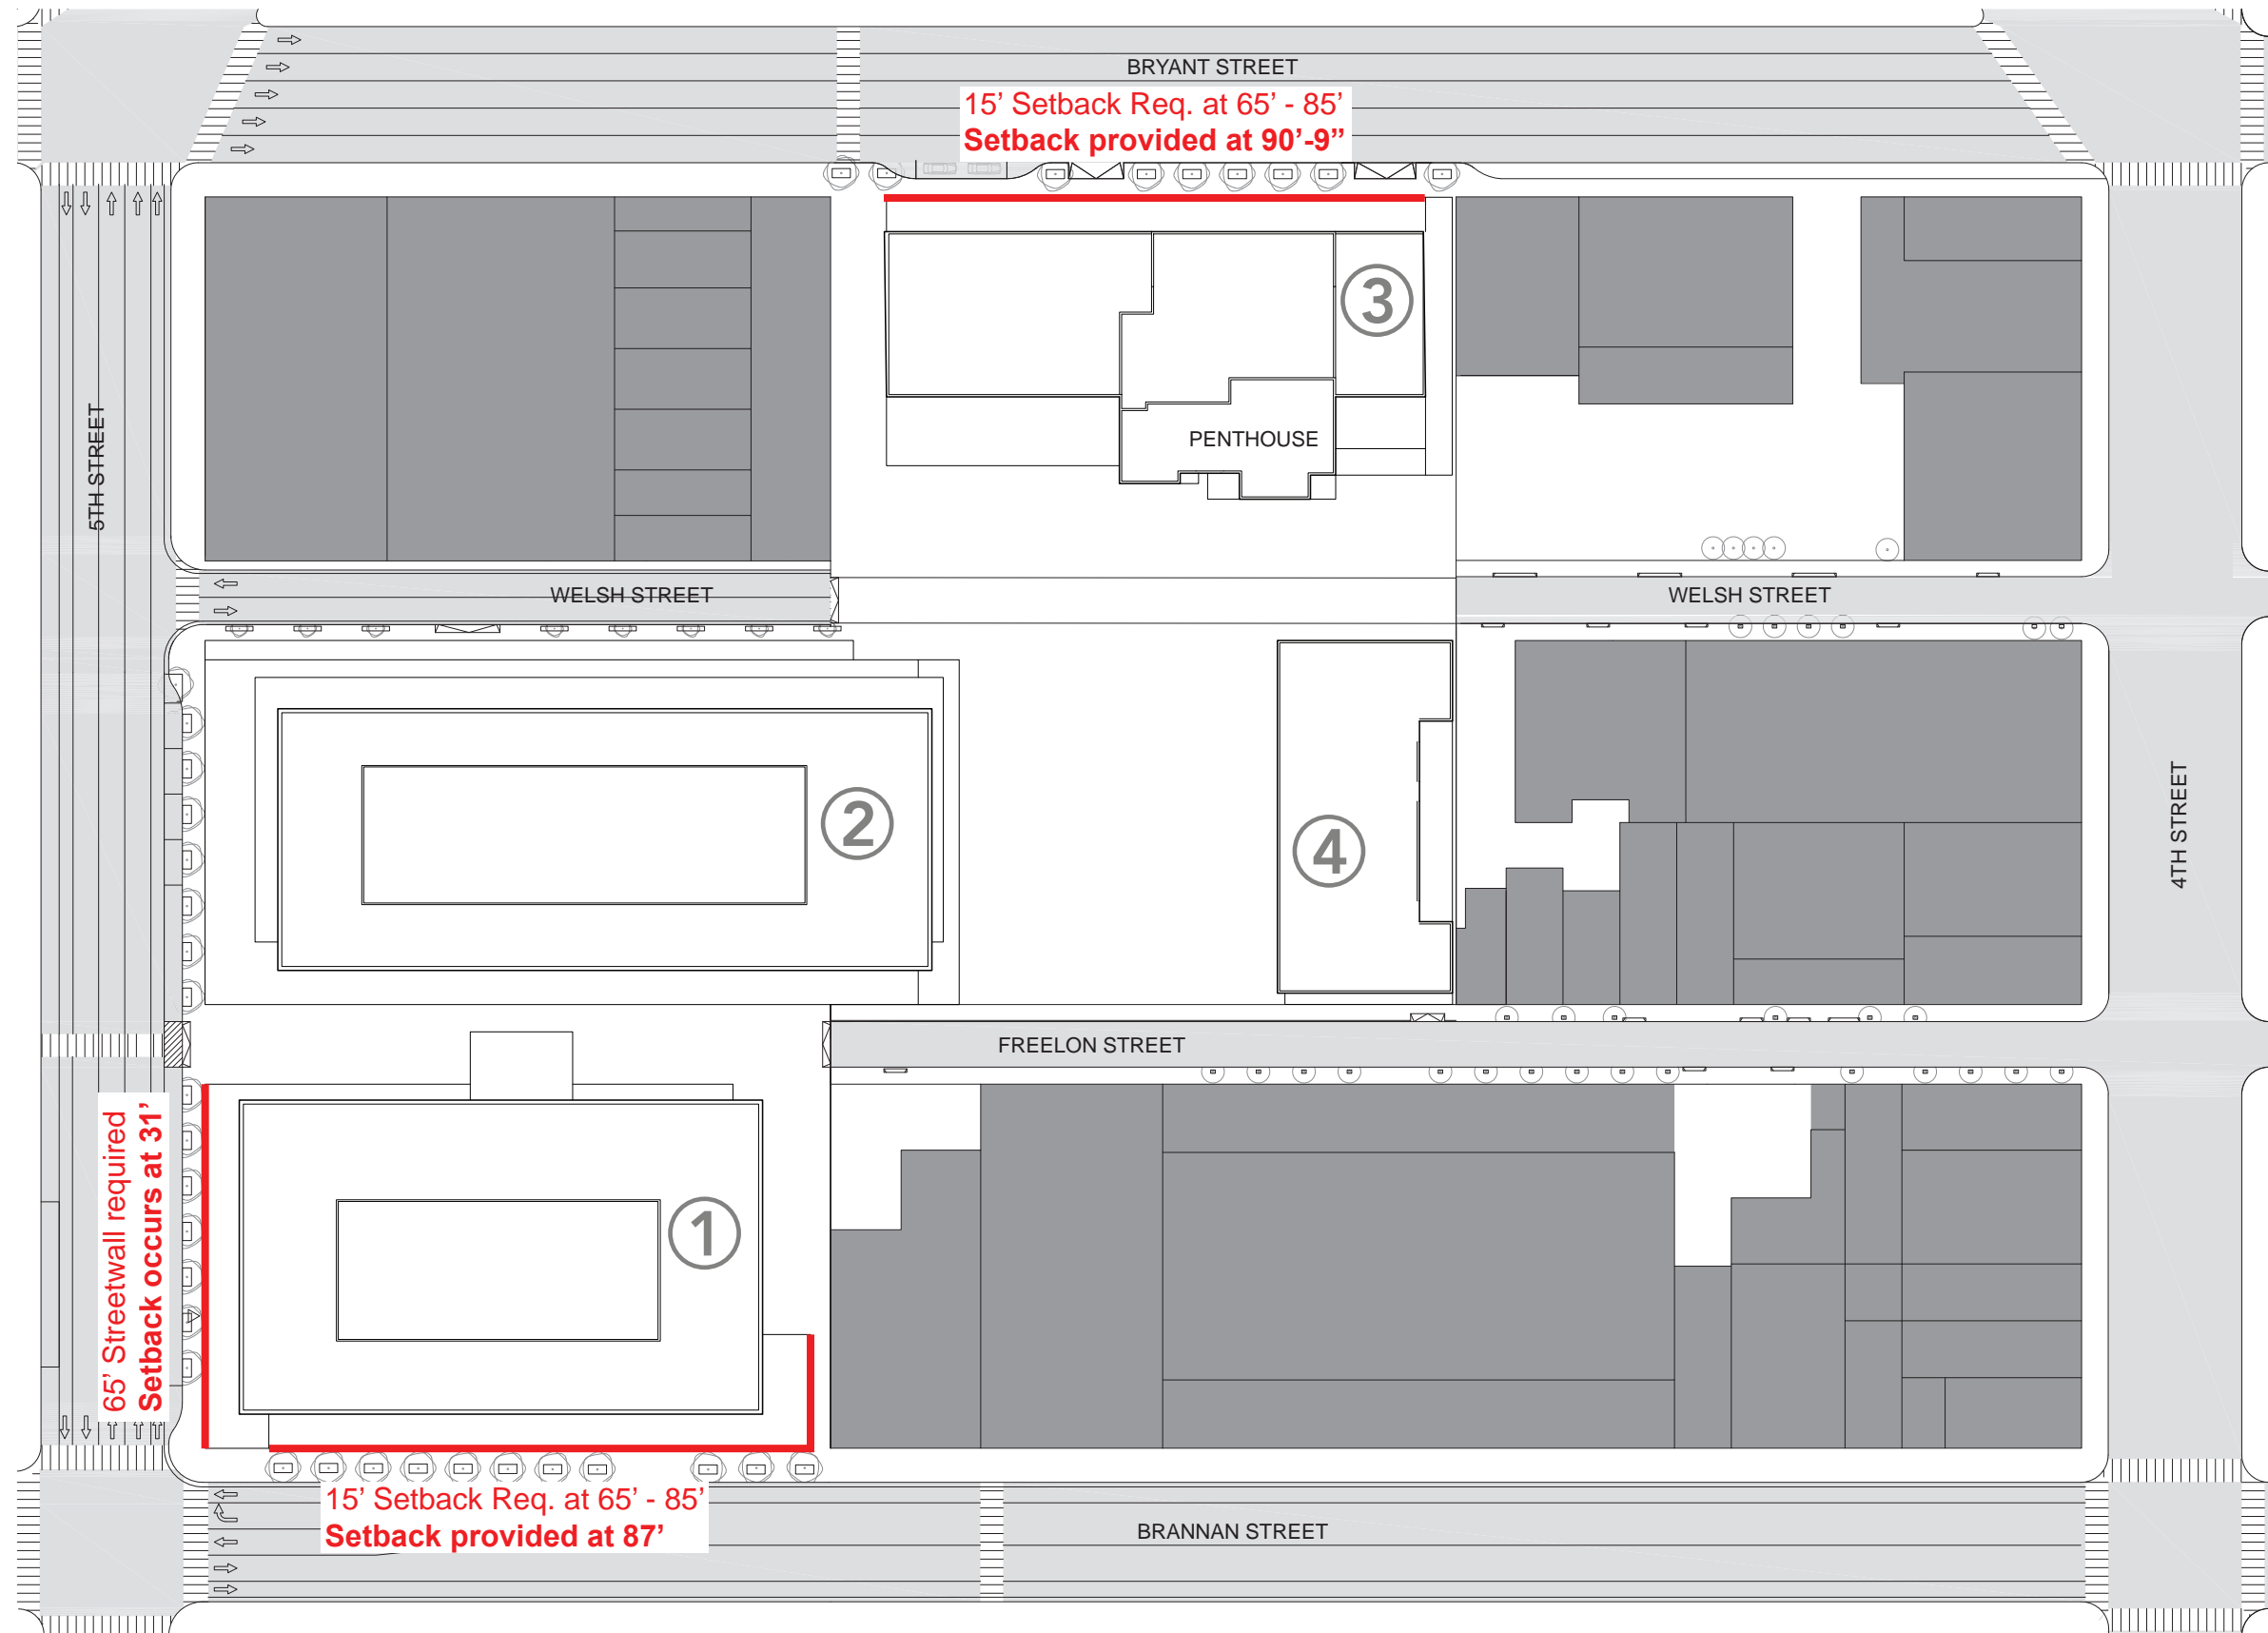 BRYANT STREET
15’ Setback Req. at 65’ - 85’
Setback provided at 90’-9”
3
PENTHOUSE
5TH STREET
WELSH STREET
WELSH STREET
2
4
4TH STREET
FREELON STREET
65’ Streetwall required
Setback occurs at 31’
1
15’ Setback Req. at 65’ - 85’
Setback provided at 87’
BRANNAN STREET